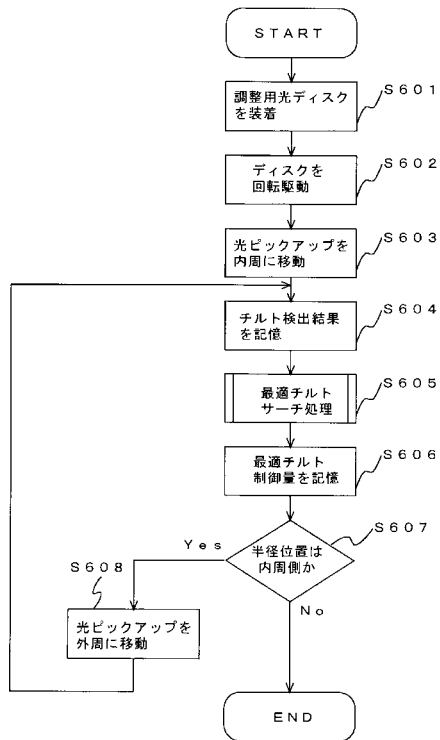 START
調整用光ディスク
を装着
S601
ディスクを
回転駆動
S602
光ピックアップを
内周に移動
S603
チルト検出結果
を記憶
S604
最適チルト
サーチ処理
S605
最適チルト
制御量を記憶
S606
半径位置は
内周側か
S607
Yes
No
S608
光ピックアップを
外周に移動
END